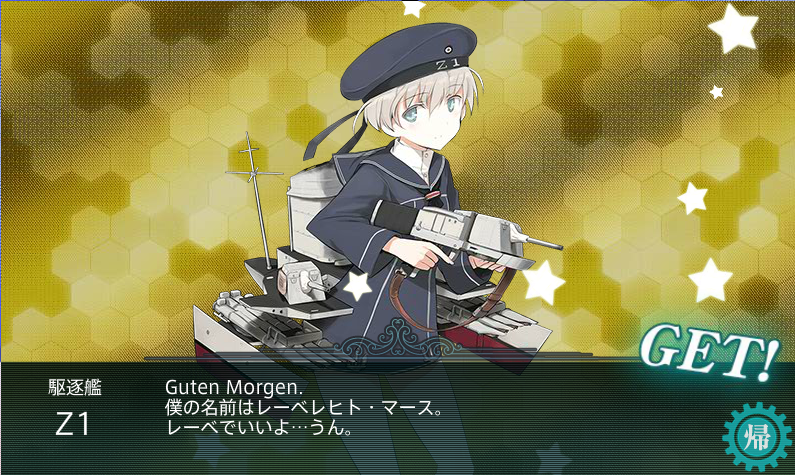 Z1
GET!
駆逐艦
Z1
Guten Morgen.
僕の名前はレーベレヒト・マース。
レーベでいいよ…うん。
帰